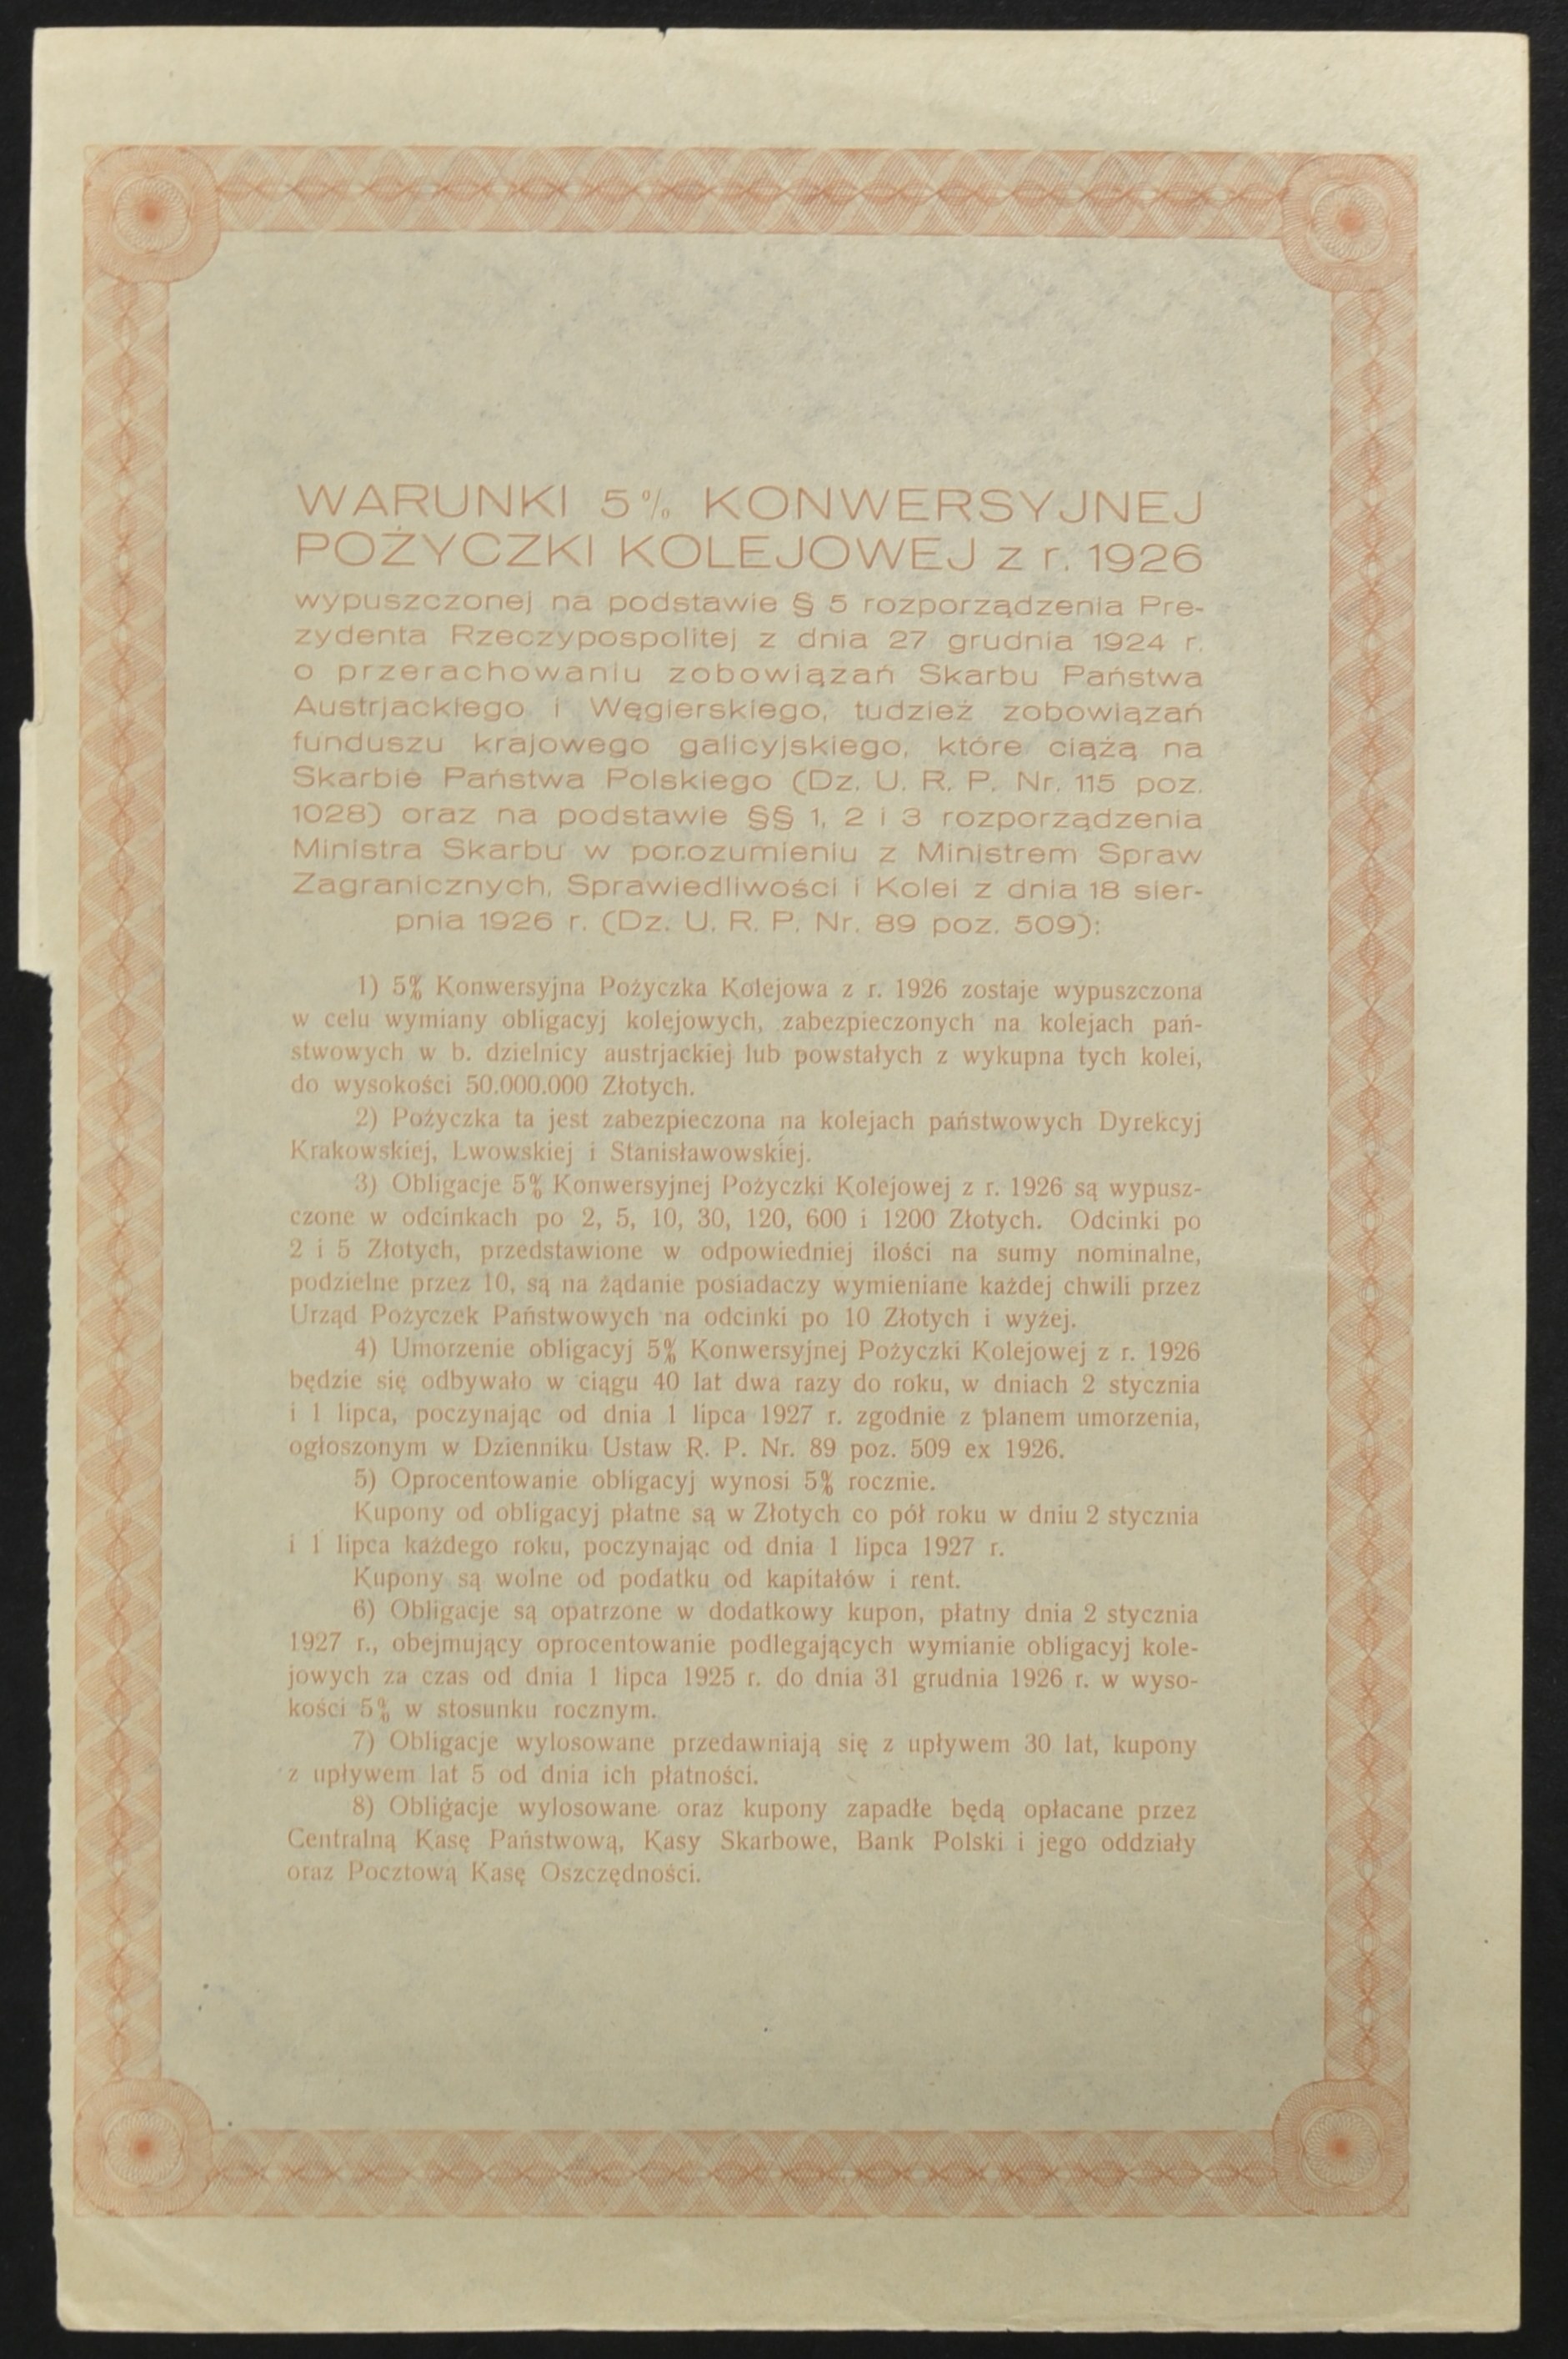 WARUNKI 5% KONWERSYJNEJ
POŻYCZKI KOLEJOWEJ z r. 1926
wypuszczonej na podstawie § 5 rozporządzenia Pre-
zydenta Rzeczypospolitej z dnia 27 grudnia 1924 r.
o przerachowaniu zobowiązań Skarbu Państwa
Austrjackiego i Węgierskiego, tudzież zobowiązań
funduszu krajowego galicyjskiego, które ciążą na
Skarbie Państwa Polskiego (Dz. U. R. P. Nr. 115 poz.
1028) oraz na podstawie §§ 1, 2 i 3 rozporządzenia
Ministra Skarbu w porozumieniu z Ministrem Spraw
Zagranicznych, Sprawiedliwości i Kolei z dnia 18 sier-
pnia 1926 r. (Dz. U. R. P. Nr. 89 poz. 509):
1) 5% Konwersyjna Pożyczka Kolejowa z r. 1926 zostaje wypuszczona
w celu wymiany obligacyj kolejowych, zabezpieczonych na kolejach pań-
stwowych w b. dzielnicy austrjackiej lub powstałych z wykupna tych kolei,
do wysokości 50.000.000 Złotych.
2) Pożyczka ta jest zabezpieczona na kolejach państwowych Dyrekcyj
Krakowskiej, Lwowskiej i Stanisławowskiej.
3) Obligacje 5% Konwersyjnej Pożyczki Kolejowej z r. 1926 są wypusz-
czone w odcinkach po 2, 5, 10, 30, 120, 600 i 1200 Złotych. Odcinki po
2 i 5 Złotych, przedstawione w odpowiedniej ilości na sumy nominalne,
podzielne przez 10, są na żądanie posiadaczy wymieniane każdej chwili przez
Urząd Pożyczek Państwowych na odcinki po 10 Złotych i wyżej.
4) Umorzenie obligacyj 5% Konwersyjnej Pożyczki Kolejowej z r. 1926
będzie się odbywało w ciągu 40 lat dwa razy do roku, w dniach 2 stycznia
i 1 lipca, poczynając od dnia 1 lipca 1927 r. zgodnie z planem umorzenia,
ogłoszonym w Dzienniku Ustaw R. P. Nr. 89 poz. 509 ex 1926.
5) Oprocentowanie obligacyj wynosi 5% rocznie.
Kupony od obligacyj płatne są w Złotych co pół roku w dniu 2 stycznia
i 1 lipca każdego roku, poczynając od dnia 1 lipca 1927 r.
Kupony są wolne od podatku od kapitałów i rent.
6) Obligacje są opatrzone w dodatkowy kupon, płatny dnia 2 stycznia
1927 r., obejmujący oprocentowanie podlegających wymianie obligacyj kole-
jowych za czas od dnia 1 lipca 1925 r. do dnia 31 grudnia 1926 r. w wyso-
kości 5% w stosunku rocznym.
7) Obligacje wylosowane przedawniają się z upływem 30 lat, kupony
z upływem lat 5 od dnia ich płatności.
8) Obligacje wylosowane oraz kupony zapadłe będą opłacane przez
Centralną Kasę Państwową, Kasy Skarbowe, Bank Polski i jego oddziały
oraz Pocztową Kasę Oszczędności.